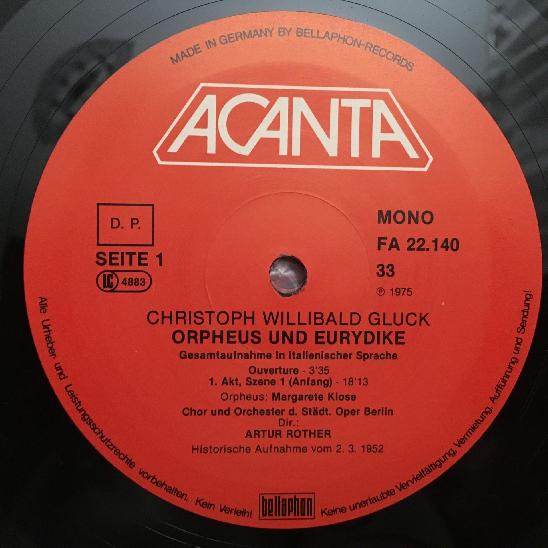 MADE IN GERMANY BY BELLAPHON-RECORDS
ACANTA
D. P.
SEITE 1
LC 4883
MONO
FA 22.140
33
℗ 1975
CHRISTOPH WILLIBALD GLUCK
ORPHEUS UND EURYDIKE
Gesamtaufnahme in italienischer Sprache
Ouverture - 3'35
1. Akt, Szene 1 (Anfang) - 18'13
Orpheus: Margarete Klose
Chor und Orchester d. Städt. Oper Berlin
Dir.:
ARTUR ROTHER
Historische Aufnahme vom 2. 3. 1952
Alle Urheber- und Leistungsschutzrechte vorbehalten. Kein Verleih! Keine unerlaubte Vervielfältigung, Vermietung, Aufführung und Sendung!
bellaphon